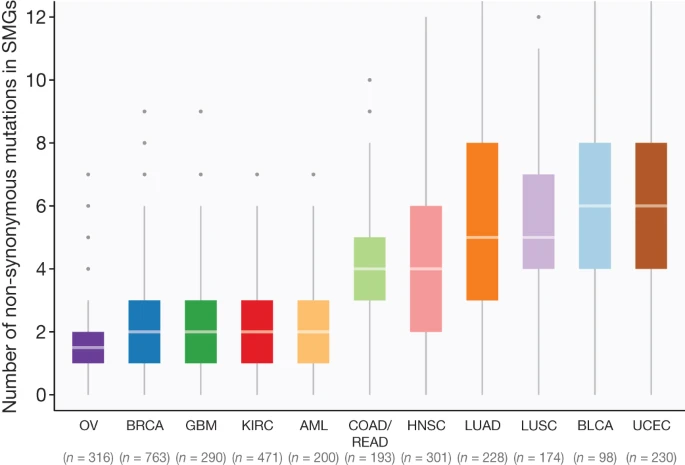 Number of non-synonymous mutations in SMGs
12
10
8
6
4
2
0
OV BRCA GBM KIRC AML COAD/ HNSC LUAD LUSC BLCA UCEC
READ
(n = 316) (n = 763) (n = 290) (n = 471) (n = 200) (n = 193) (n = 301) (n = 228) (n = 174) (n = 98) (n = 230)